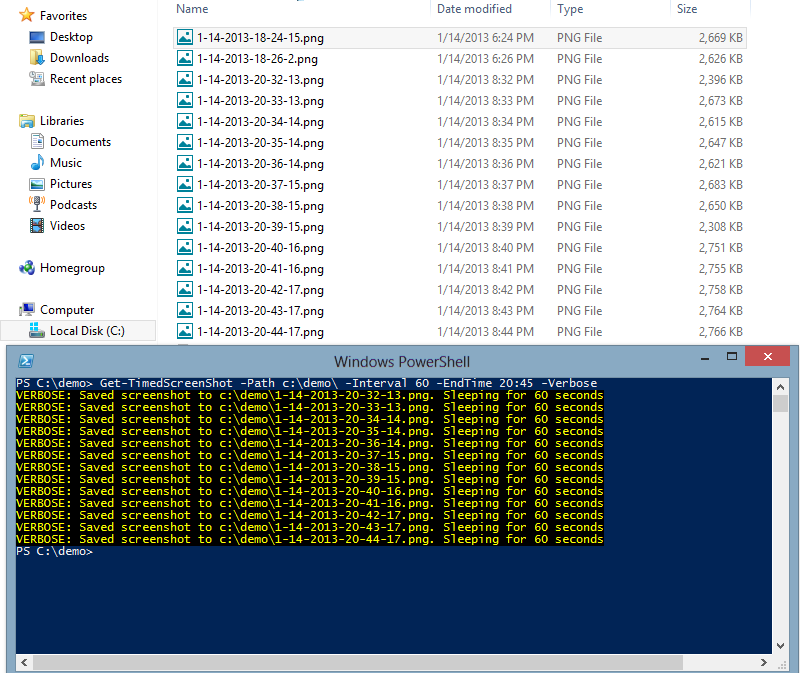 Name Date modified Type Size
Favorites
Desktop
Downloads
Recent places
Libraries
Documents
Music
Pictures
Podcasts
Videos
Homegroup
Computer
Local Disk (C:)
1-14-2013-18-24-15.png 1/14/2013 6:24 PM PNG File 2,669 KB
1-14-2013-18-26-2.png 1/14/2013 6:26 PM PNG File 2,626 KB
1-14-2013-20-32-13.png 1/14/2013 8:32 PM PNG File 2,396 KB
1-14-2013-20-33-13.png 1/14/2013 8:33 PM PNG File 2,673 KB
1-14-2013-20-34-14.png 1/14/2013 8:34 PM PNG File 2,615 KB
1-14-2013-20-35-14.png 1/14/2013 8:35 PM PNG File 2,647 KB
1-14-2013-20-36-14.png 1/14/2013 8:36 PM PNG File 2,621 KB
1-14-2013-20-37-15.png 1/14/2013 8:37 PM PNG File 2,683 KB
1-14-2013-20-38-15.png 1/14/2013 8:38 PM PNG File 2,650 KB
1-14-2013-20-39-15.png 1/14/2013 8:39 PM PNG File 2,308 KB
1-14-2013-20-40-16.png 1/14/2013 8:40 PM PNG File 2,751 KB
1-14-2013-20-41-16.png 1/14/2013 8:41 PM PNG File 2,755 KB
1-14-2013-20-42-17.png 1/14/2013 8:42 PM PNG File 2,758 KB
1-14-2013-20-43-17.png 1/14/2013 8:43 PM PNG File 2,764 KB
1-14-2013-20-44-17.png 1/14/2013 8:44 PM PNG File 2,766 KB
Windows PowerShell
PS C:\demo> Get-TimedScreenShot -Path c:\demo\ -Interval 60 -EndTime 20:45 -Verbose
VERBOSE: Saved screenshot to c:\demo\1-14-2013-20-32-13.png. Sleeping for 60 seconds
VERBOSE: Saved screenshot to c:\demo\1-14-2013-20-33-13.png. Sleeping for 60 seconds
VERBOSE: Saved screenshot to c:\demo\1-14-2013-20-34-14.png. Sleeping for 60 seconds
VERBOSE: Saved screenshot to c:\demo\1-14-2013-20-35-14.png. Sleeping for 60 seconds
VERBOSE: Saved screenshot to c:\demo\1-14-2013-20-36-14.png. Sleeping for 60 seconds
VERBOSE: Saved screenshot to c:\demo\1-14-2013-20-37-15.png. Sleeping for 60 seconds
VERBOSE: Saved screenshot to c:\demo\1-14-2013-20-38-15.png. Sleeping for 60 seconds
VERBOSE: Saved screenshot to c:\demo\1-14-2013-20-39-15.png. Sleeping for 60 seconds
VERBOSE: Saved screenshot to c:\demo\1-14-2013-20-40-16.png. Sleeping for 60 seconds
VERBOSE: Saved screenshot to c:\demo\1-14-2013-20-41-16.png. Sleeping for 60 seconds
VERBOSE: Saved screenshot to c:\demo\1-14-2013-20-42-17.png. Sleeping for 60 seconds
VERBOSE: Saved screenshot to c:\demo\1-14-2013-20-43-17.png. Sleeping for 60 seconds
VERBOSE: Saved screenshot to c:\demo\1-14-2013-20-44-17.png. Sleeping for 60 seconds
PS C:\demo>